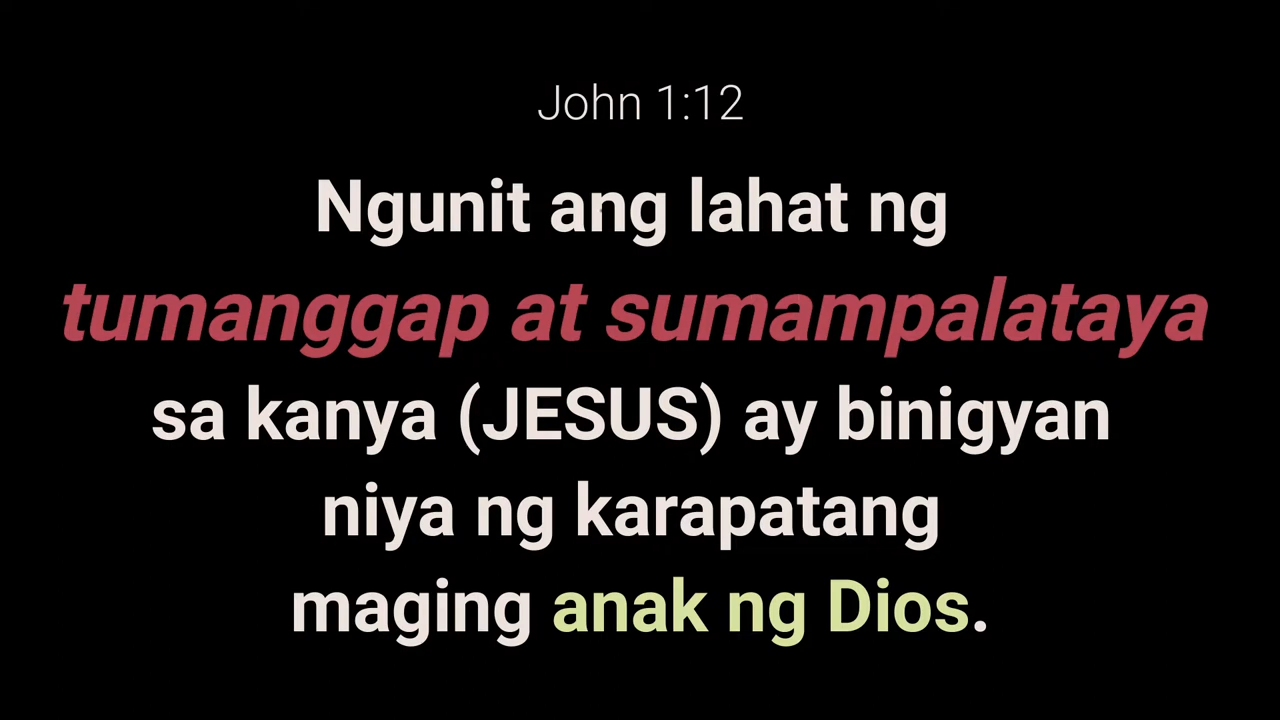 John 1:12
Ngunit ang lahat ng
tumanggap at sumampalataya
sa kanya (JESUS) ay binigyan
niya ng karapatang
maging anak ng Dios.